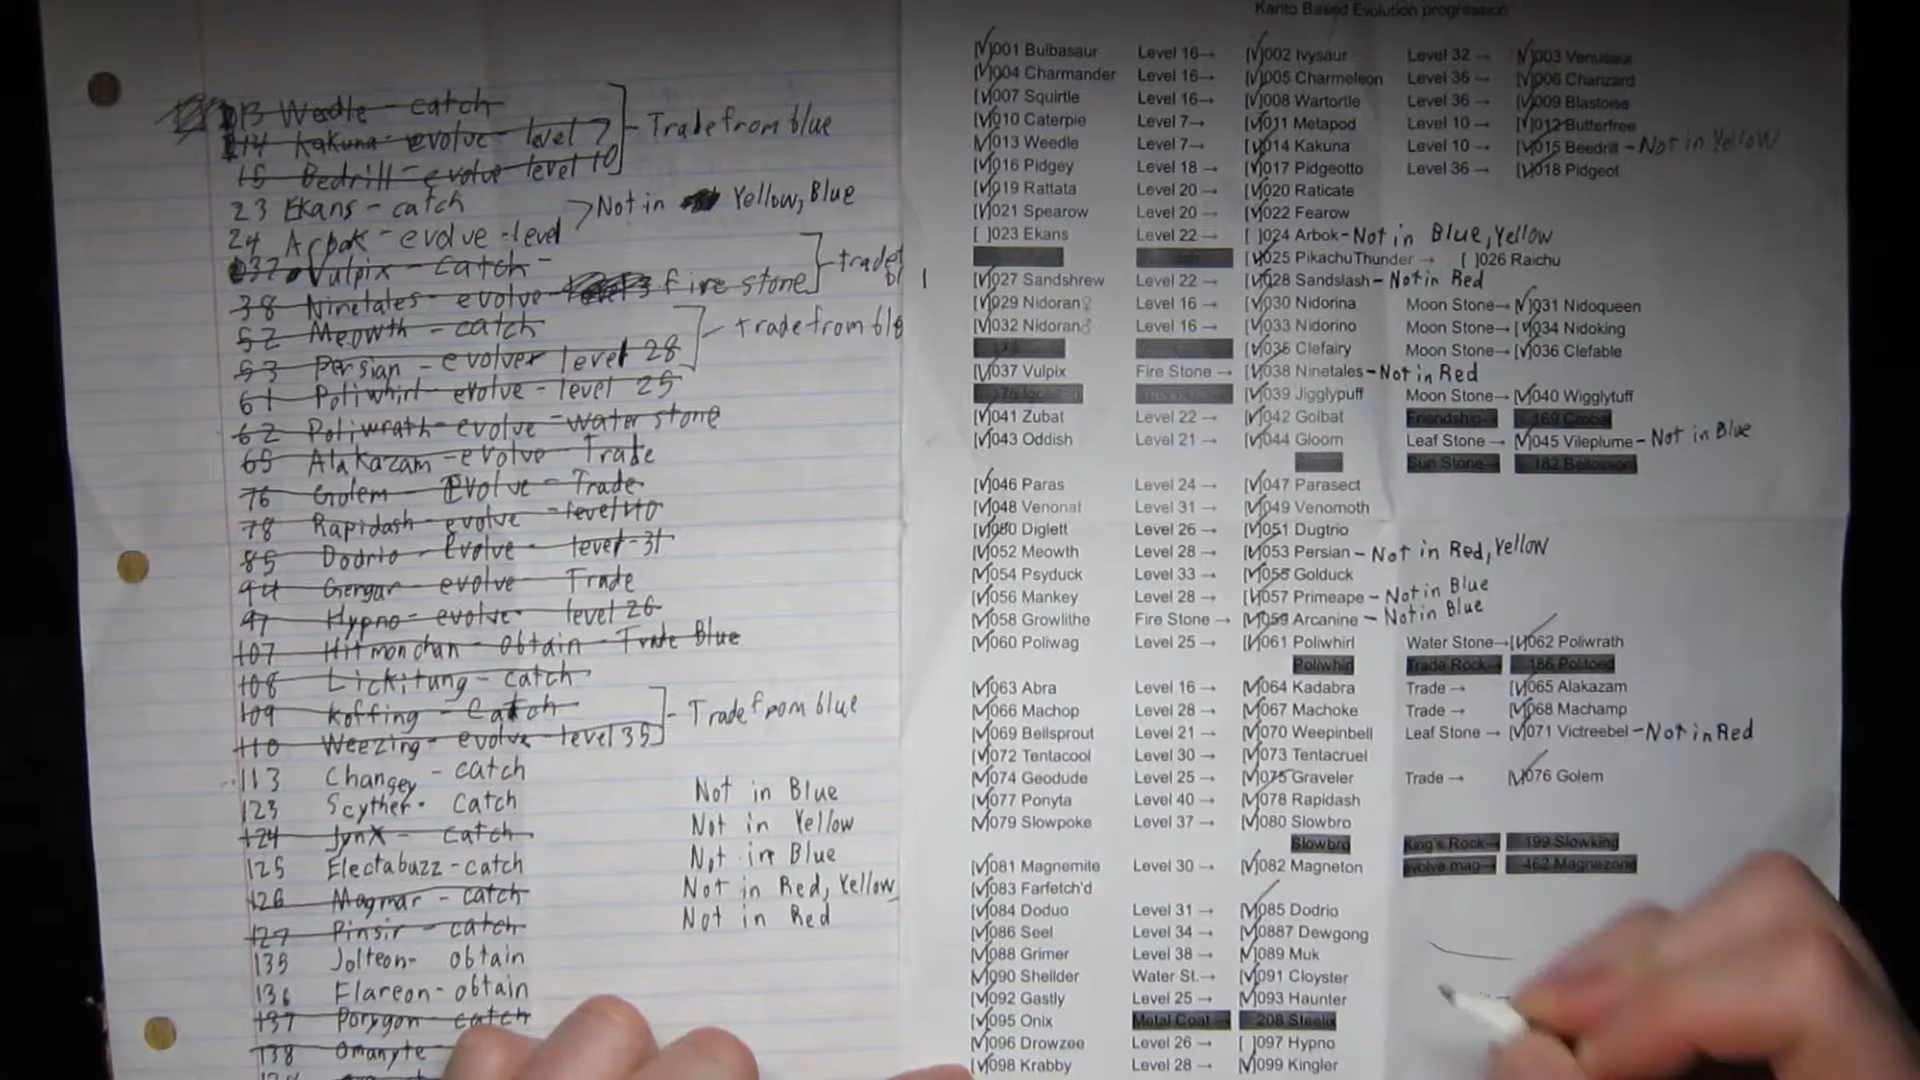 13 Weedle - catch
14 Kakuna - evolve - level 7
Trade from blue
15 Bedrill - evolve level 10
23 Ekans - catch
Not in Yellow, Blue
24 Arbok - evolve - level
37 Vulpix - catch -
trade
38 Ninetales - evolve fire stone
52 Meowth - catch
trade from
53 Persian - evolve level 28
61 Poliwhirl evolve - level 25
62 Poliwrath - evolve - water stone
65 Alakazam - evolve - Trade
76 Golem - Evolve - Trade
78 Rapidash - evolve - level 40
85 Dodrio - Evolve - level-31
94 Gengar - evolve Trade
97 Hypno - evolve - level 26
107 Hitmonchan - obtain - Trade Blue
108 Lickitung - catch
109 Koffing - Catch
Trade from blue
110 Weezing - evolve - level 35
113 Changey - catch
Not in Blue
123 Scyther - Catch
Not in Yellow
124 Jynx - catch
Not in Blue
125 Electabuzz - catch
Not in Red, Yellow
126 Magmar - catch
Not in Red
127 Pinsir - catch
135 Jolteon - obtain
136 Flareon - obtain
137 Porygon catch
138 Omanyte
Kanto Based Evolution progression
[✓]001 Bulbasaur Level 16→ [✓]002 Ivysaur Level 32 → [✓]003 Venusaur
[✓]004 Charmander Level 16→ [✓]005 Charmeleon Level 36 → [✓]006 Charizard
[✓]007 Squirtle Level 16→ [✓]008 Wartortle Level 36 → [✓]009 Blastoise
[✓]010 Caterpie Level 7→ [✓]011 Metapod Level 10 → [✓]012 Butterfree
[✓]013 Weedle Level 7→ [✓]014 Kakuna Level 10 → [✓]015 Beedrill - Not in Yellow
[✓]016 Pidgey Level 18→ [✓]017 Pidgeotto Level 36→ [✓]018 Pidgeot
[✓]019 Rattata Level 20→ [✓]020 Raticate
[✓]021 Spearow Level 20→ [✓]022 Fearow
[ ]023 Ekans Level 22→ [ ]024 Arbok - Not in Blue, Yellow
[✓]025 Pikachu Thunder → [ ]026 Raichu
[✓]027 Sandshrew Level 22→ [✓]028 Sandslash - Not in Red
[✓]029 Nidoran♀ Level 16→ [✓]030 Nidorina Moon Stone→ [✓]031 Nidoqueen
[✓]032 Nidoran♂ Level 16→ [✓]033 Nidorino Moon Stone→ [✓]034 Nidoking
[✓]035 Clefairy Moon Stone→ [✓]036 Clefable
[✓]037 Vulpix Fire Stone → [✓]038 Ninetales - Not in Red
[✓]039 Jigglypuff Moon Stone→ [✓]040 Wigglytuff
[✓]041 Zubat Level 22→ [✓]042 Golbat Friendship→ 169 Crobat
[✓]043 Oddish Level 21→ [✓]044 Gloom Leaf Stone → [✓]045 Vileplume - Not in Blue
Sun Stone→ 182 Bellossom
[✓]046 Paras Level 24 → [✓]047 Parasect
[✓]048 Venonat Level 31 → [✓]049 Venomoth
[✓]050 Diglett Level 26 → [✓]051 Dugtrio
[✓]052 Meowth Level 28 → [✓]053 Persian - Not in Red, Yellow
[✓]054 Psyduck Level 33 → [✓]055 Golduck
[✓]056 Mankey Level 28 → [✓]057 Primeape - Not in Blue
[✓]058 Growlithe Fire Stone → [✓]059 Arcanine - Not in Blue
[✓]060 Poliwag Level 25→ [✓]061 Poliwhirl Water Stone→ [✓]062 Poliwrath
Poliwhirl Trade Rock→ 186 Politoed
[✓]063 Abra Level 16→ [✓]064 Kadabra Trade → [✓]065 Alakazam
[✓]066 Machop Level 28→ [✓]067 Machoke Trade → [✓]068 Machamp
[✓]069 Bellsprout Level 21→ [✓]070 Weepinbell Leaf Stone → [✓]071 Victreebel - Not in Red
[✓]072 Tentacool Level 30→ [✓]073 Tentacruel
[✓]074 Geodude Level 25→ [✓]075 Graveler Trade → [✓]076 Golem
[✓]077 Ponyta Level 40→ [✓]078 Rapidash
[✓]079 Slowpoke Level 37→ [✓]080 Slowbro
Slowbro King's Rock→ 199 Slowking
[✓]081 Magnemite Level 30→ [✓]082 Magneton evolve mag→ 462 Magnezone
[✓]083 Farfetch'd
[✓]084 Doduo Level 31 → [✓]085 Dodrio
[✓]086 Seel Level 34 → [✓]0887 Dewgong
[✓]088 Grimer Level 38→ [✓]089 Muk
[✓]090 Shellder Water St.→ [✓]091 Cloyster
[✓]092 Gastly Level 25→ [✓]093 Haunter
[✓]095 Onix Metal Coat→ 208 Steelix
[✓]096 Drowzee Level 26 → [ ]097 Hypno
[✓]098 Krabby Level 28→ [✓]099 Kingler